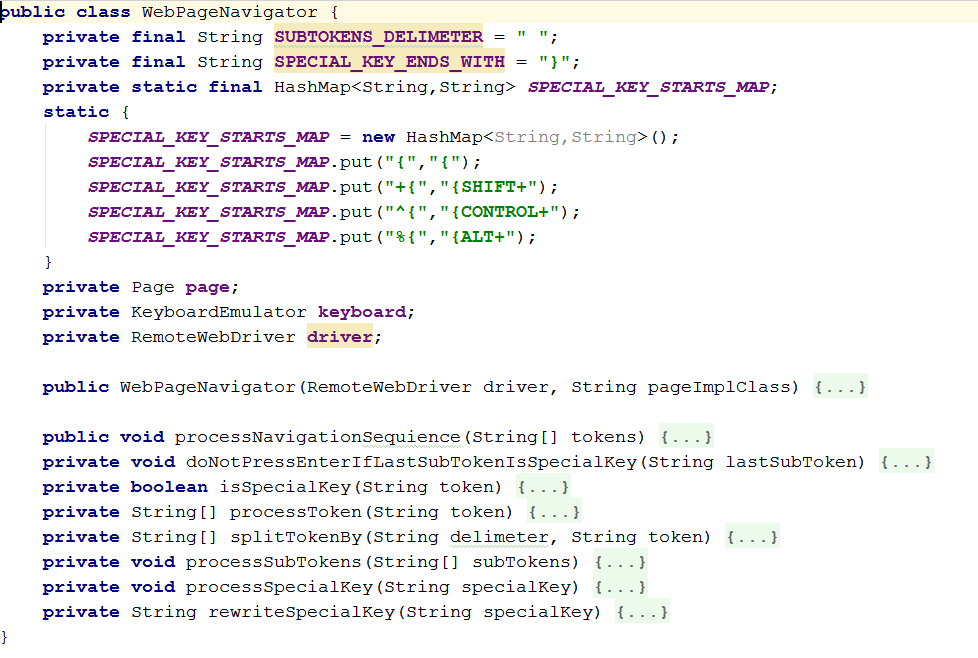 public class WebPageNavigator {
    private final String SUBTOKENS_DELIMETER = " ";
    private final String SPECIAL_KEY_ENDS_WITH = "}";
    private static final HashMap<String,String> SPECIAL_KEY_STARTS_MAP;
    static {
        SPECIAL_KEY_STARTS_MAP = new HashMap<String,String>();
        SPECIAL_KEY_STARTS_MAP.put("{","{");
        SPECIAL_KEY_STARTS_MAP.put("+{","{SHIFT+");
        SPECIAL_KEY_STARTS_MAP.put("^{","{CONTROL+");
        SPECIAL_KEY_STARTS_MAP.put("%{","{ALT+");
    }
    private Page page;
    private KeyboardEmulator keyboard;
    private RemoteWebDriver driver;

    public WebPageNavigator(RemoteWebDriver driver, String pageImplClass) {...}

    public void processNavigationSequience(String[] tokens) {...}
    private void doNotPressEnterIfLastSubTokenIsSpecialKey(String lastSubToken) {...}
    private boolean isSpecialKey(String token) {...}
    private String[] processToken(String token) {...}
    private String[] splitTokenBy(String delimeter, String token) {...}
    private void processSubTokens(String[] subTokens) {...}
    private void processSpecialKey(String specialKey) {...}
    private String rewriteSpecialKey(String specialKey) {...}
}